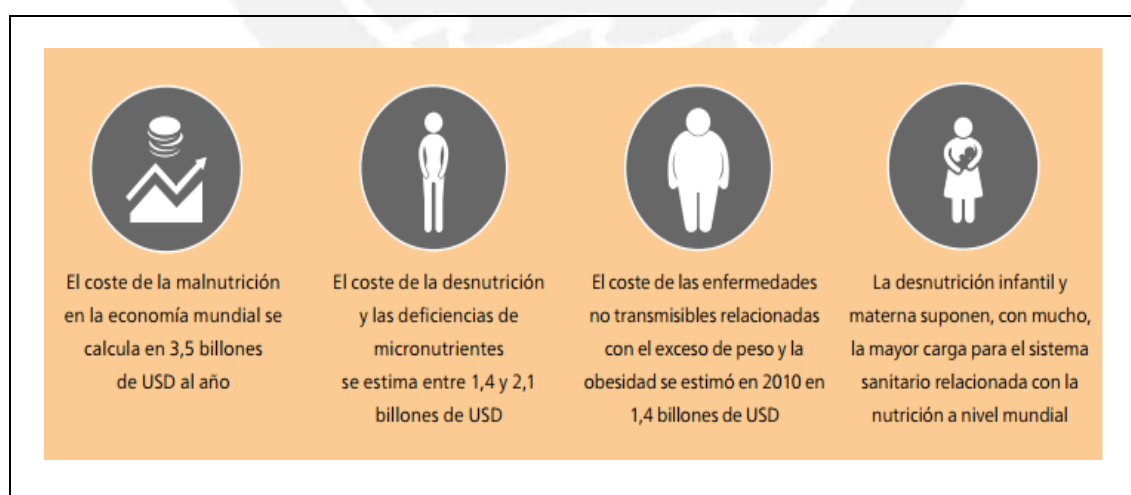 El coste de la malnutrición
en la economía mundial se
calcula en 3,5 billones
de USD al año
El coste de la desnutrición
y las deficiencias de
micronutrientes
se estima entre 1,4 y 2,1
billones de USD
El coste de las enfermedades
no transmisibles relacionadas
con el exceso de peso y la
obesidad se estimó en 2010 en
1,4 billones de USD
La desnutrición infantil y
materna suponen, con mucho,
la mayor carga para el sistema
sanitario relacionada con la
nutrición a nivel mundial